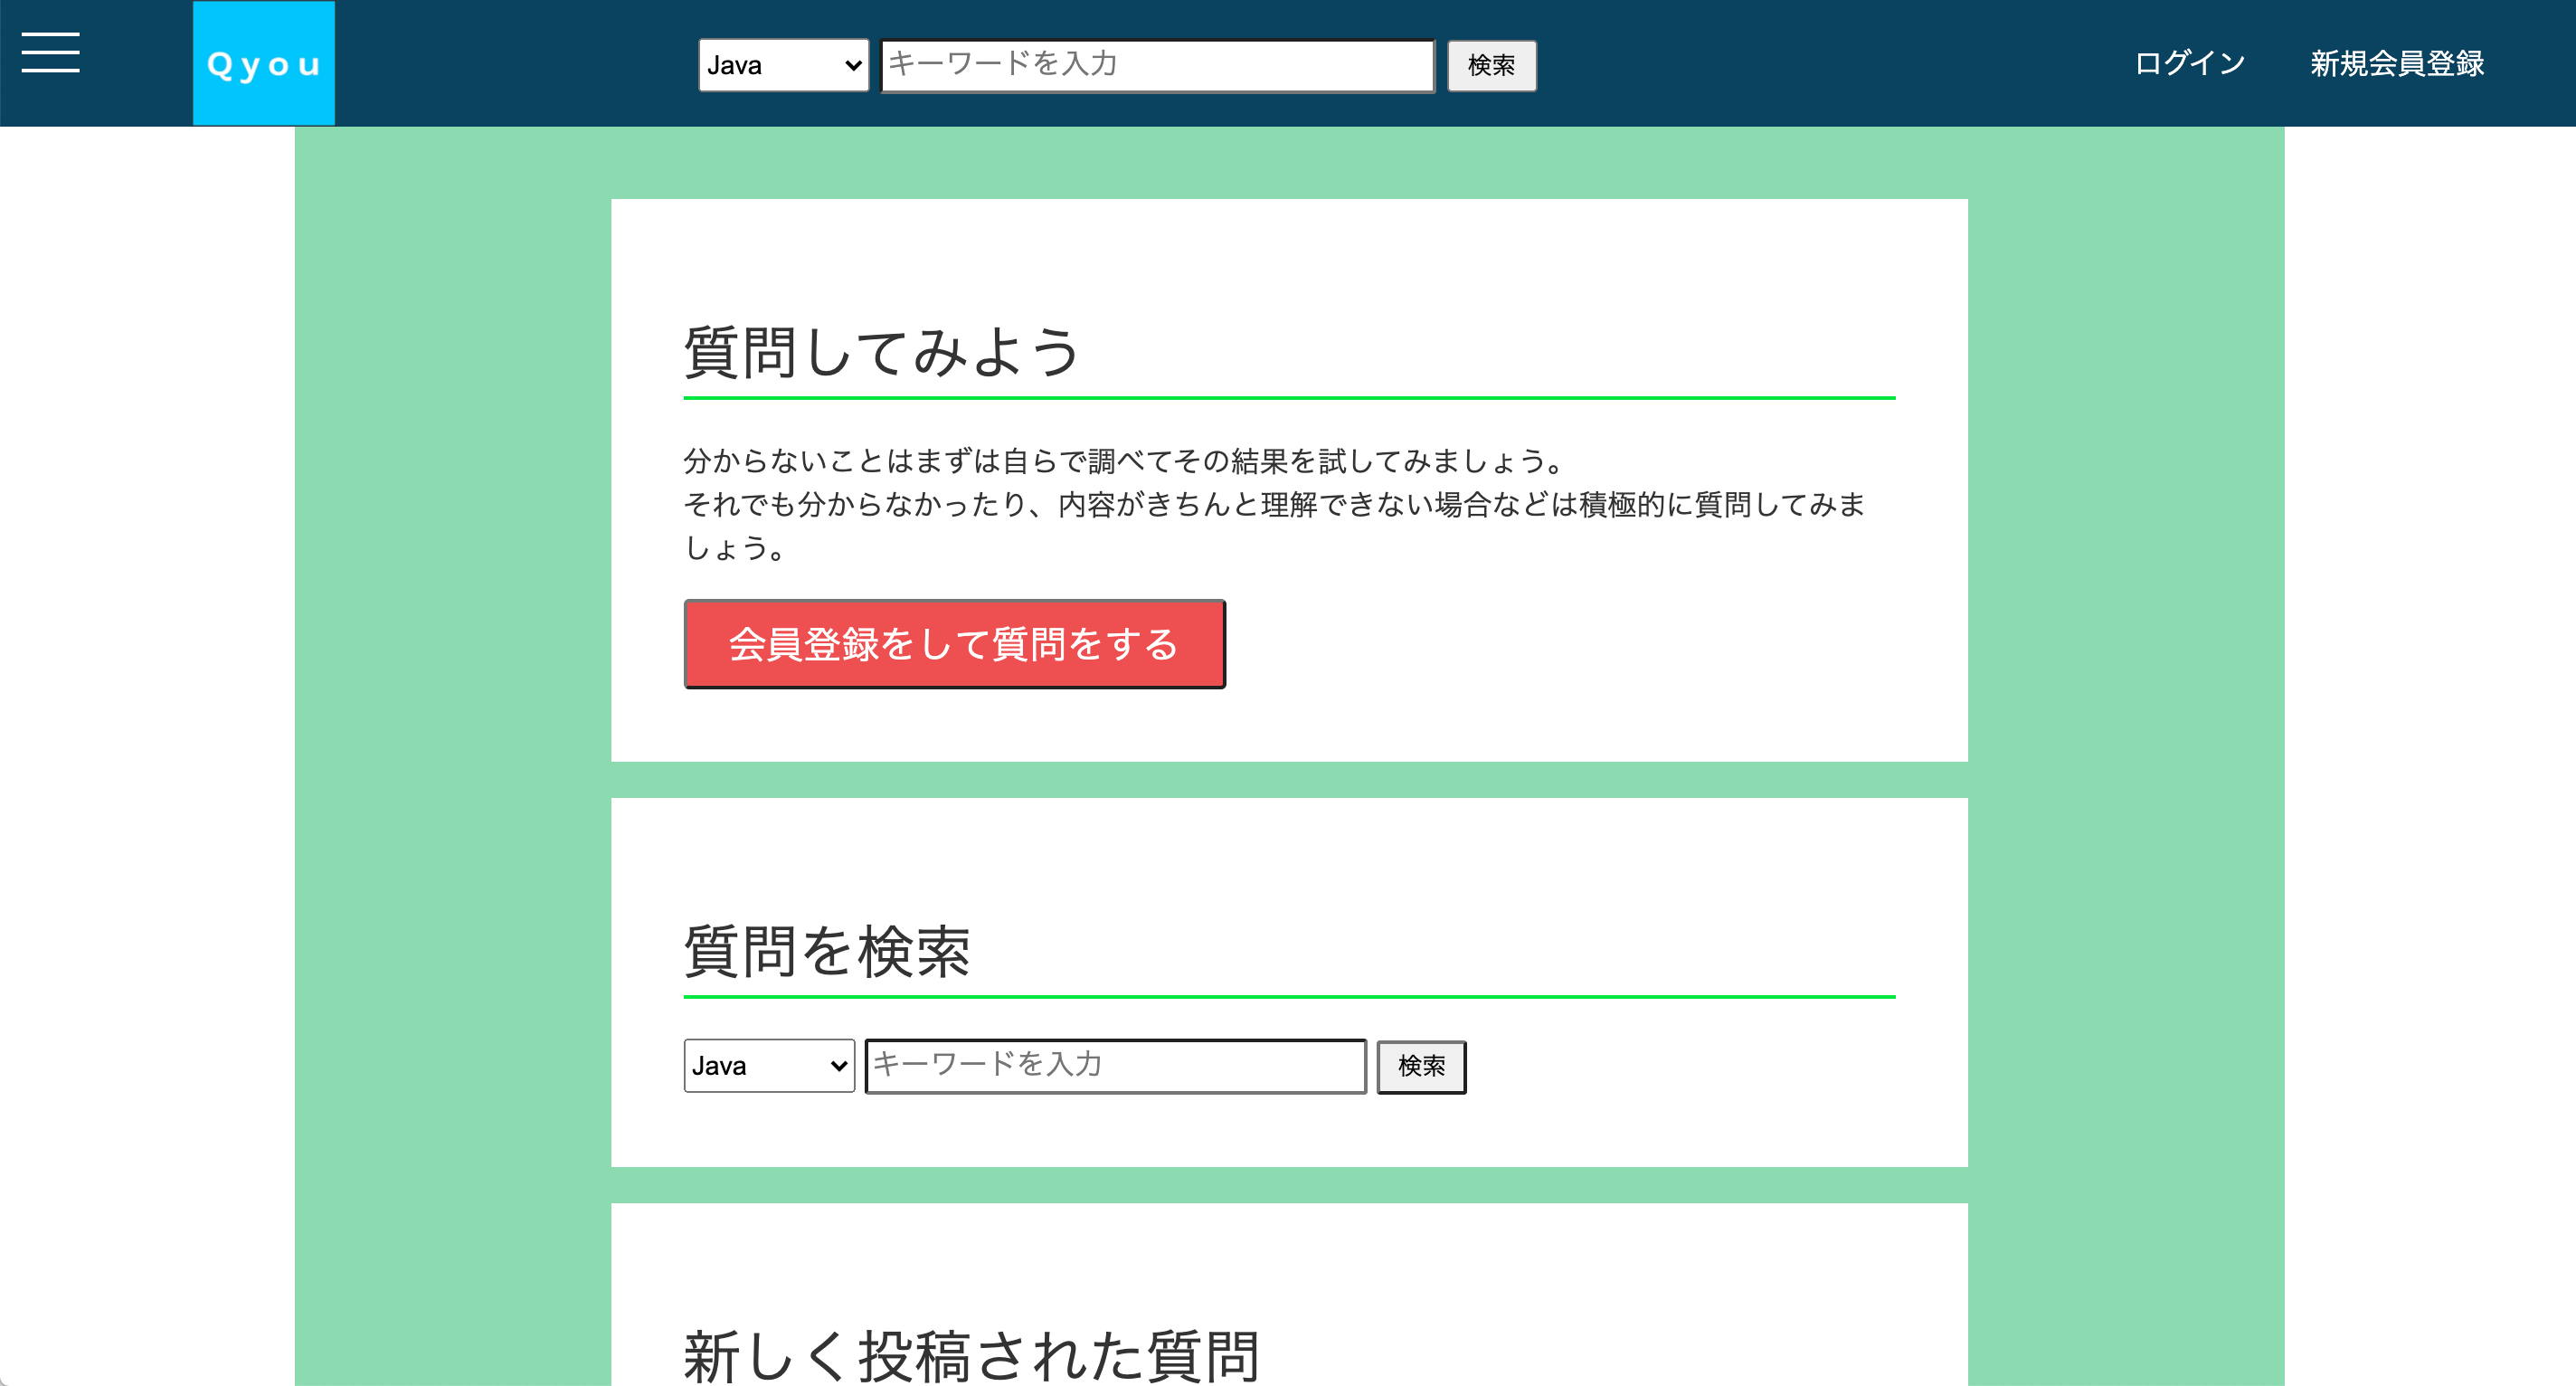 Qyou
Java
キーワードを入力
検索
ログイン
新規会員登録
質問してみよう
分からないことはまずは自らで調べてその結果を試してみましょう。
それでも分からなかったり、内容がきちんと理解できない場合などは積極的に質問してみま
しょう。
会員登録をして質問をする
質問を検索
Java
キーワードを入力
検索
新しく投稿された質問